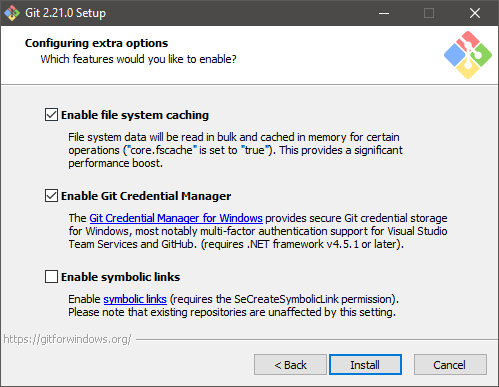 Git 2.21.0 Setup
Configuring extra options
Which features would you like to enable?
Enable file system caching
File system data will be read in bulk and cached in memory for certain
operations ("core.fscache" is set to "true"). This provides a significant
performance boost.
Enable Git Credential Manager
The Git Credential Manager for Windows provides secure Git credential storage
for Windows, most notably multi-factor authentication support for Visual Studio
Team Services and GitHub. (requires .NET framework v4.5.1 or later).
Enable symbolic links
Enable symbolic links (requires the SeCreateSymbolicLink permission).
Please note that existing repositories are unaffected by this setting.
https://gitforwindows.org/
< Back
Install
Cancel